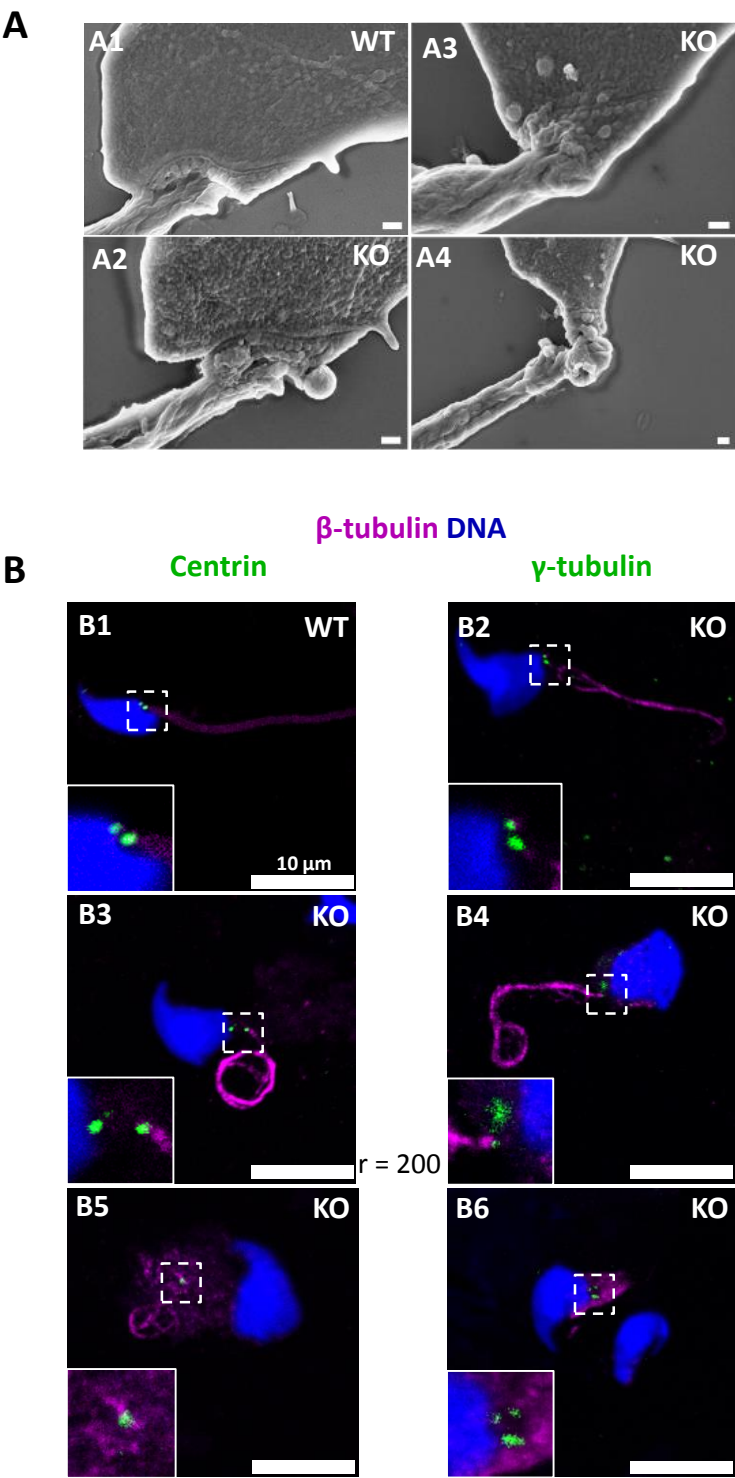 A
A1 WT
A3 KO
A2 KO
A4 KO
β-tubulin DNA
B Centrin γ-tubulin
B1 WT
B2 KO
10 μm
B3 KO
B4 KO
r = 200
B5 KO
B6 KO